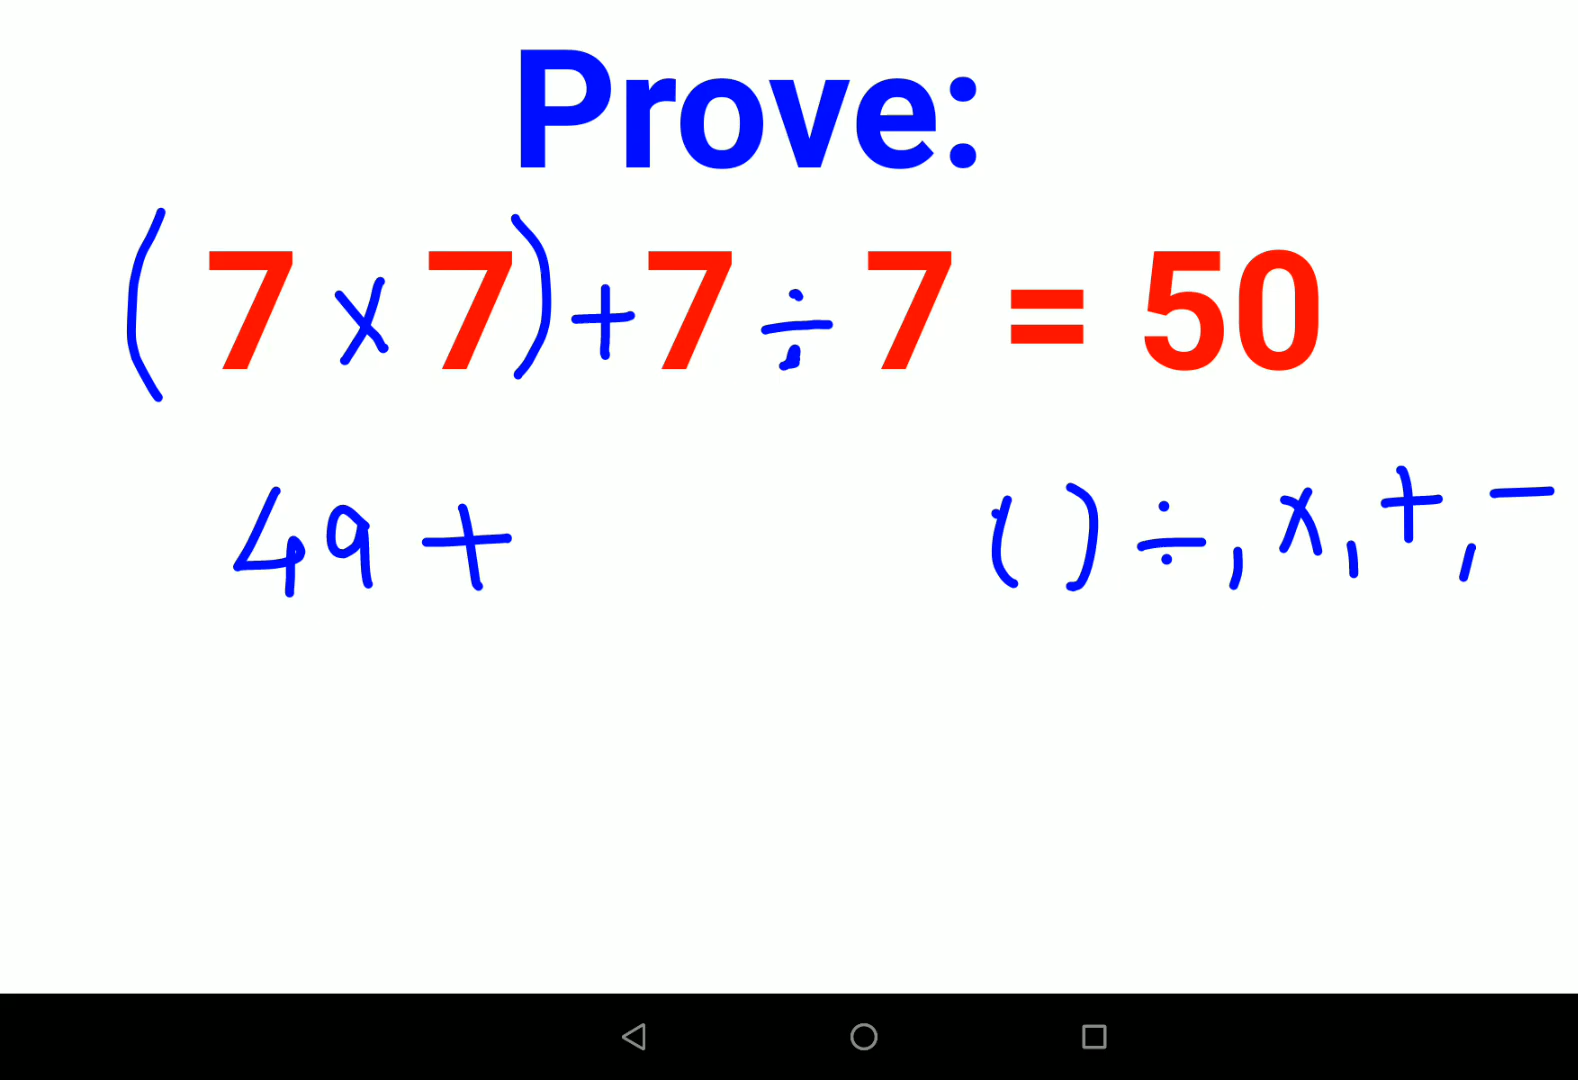 Prove:
( 7 x 7 ) + 7 ÷ 7 = 50
49 + ( ) ÷, x, +, −